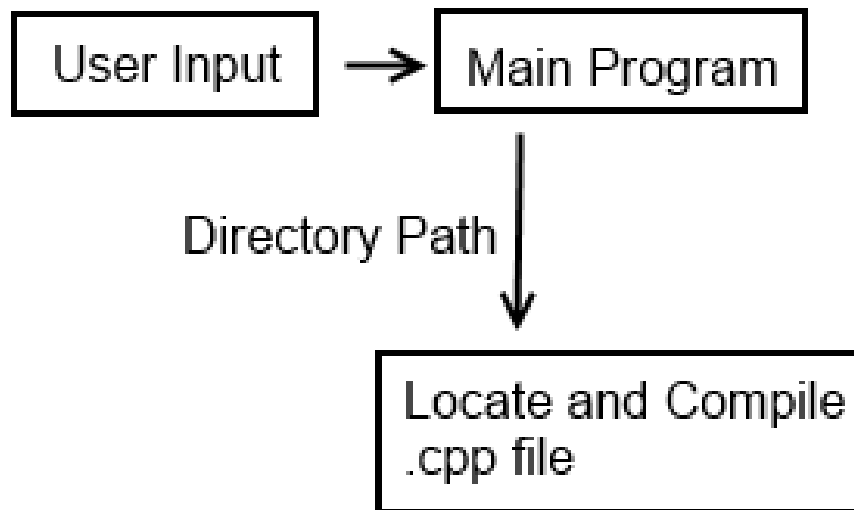 User Input
Main Program
Directory Path
Locate and Compile
.cpp file